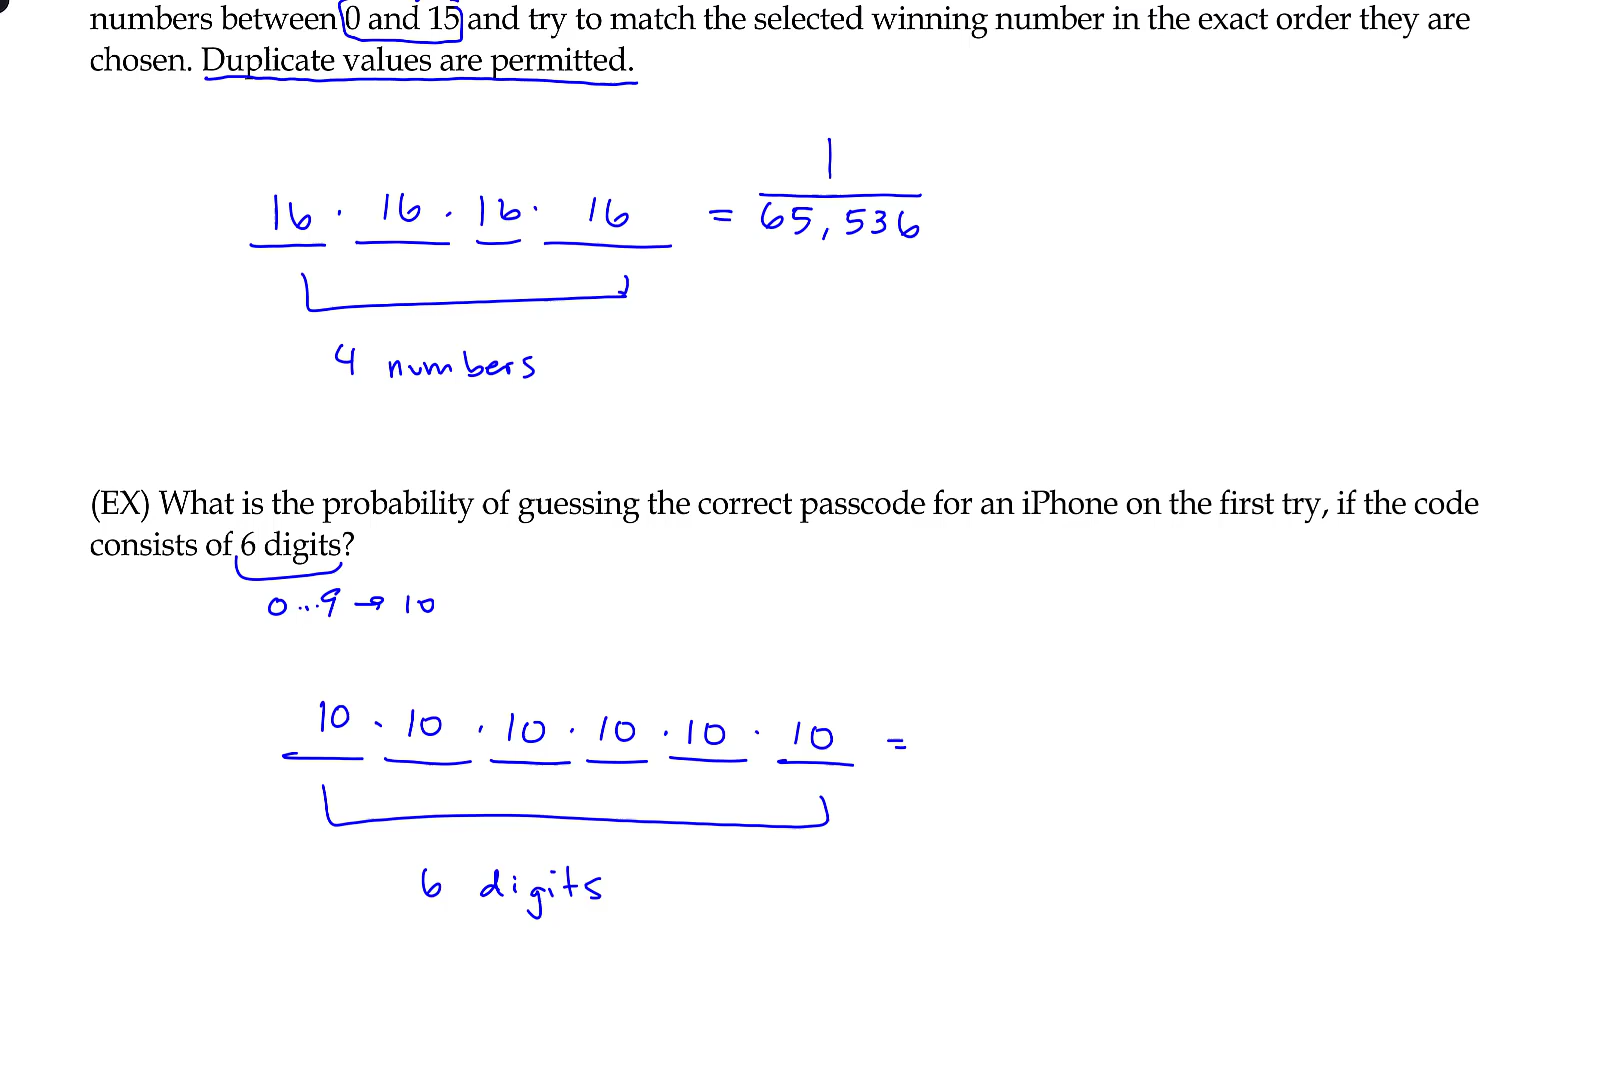 numbers between 0 and 15 and try to match the selected winning number in the exact order they are
chosen. Duplicate values are permitted.
1
16 · 16 · 16 · 16 = 65,536
4 numbers
(EX) What is the probability of guessing the correct passcode for an iPhone on the first try, if the code
consists of 6 digits?
0...9 → 10
10 · 10 · 10 · 10 · 10 · 10 =
6 digits